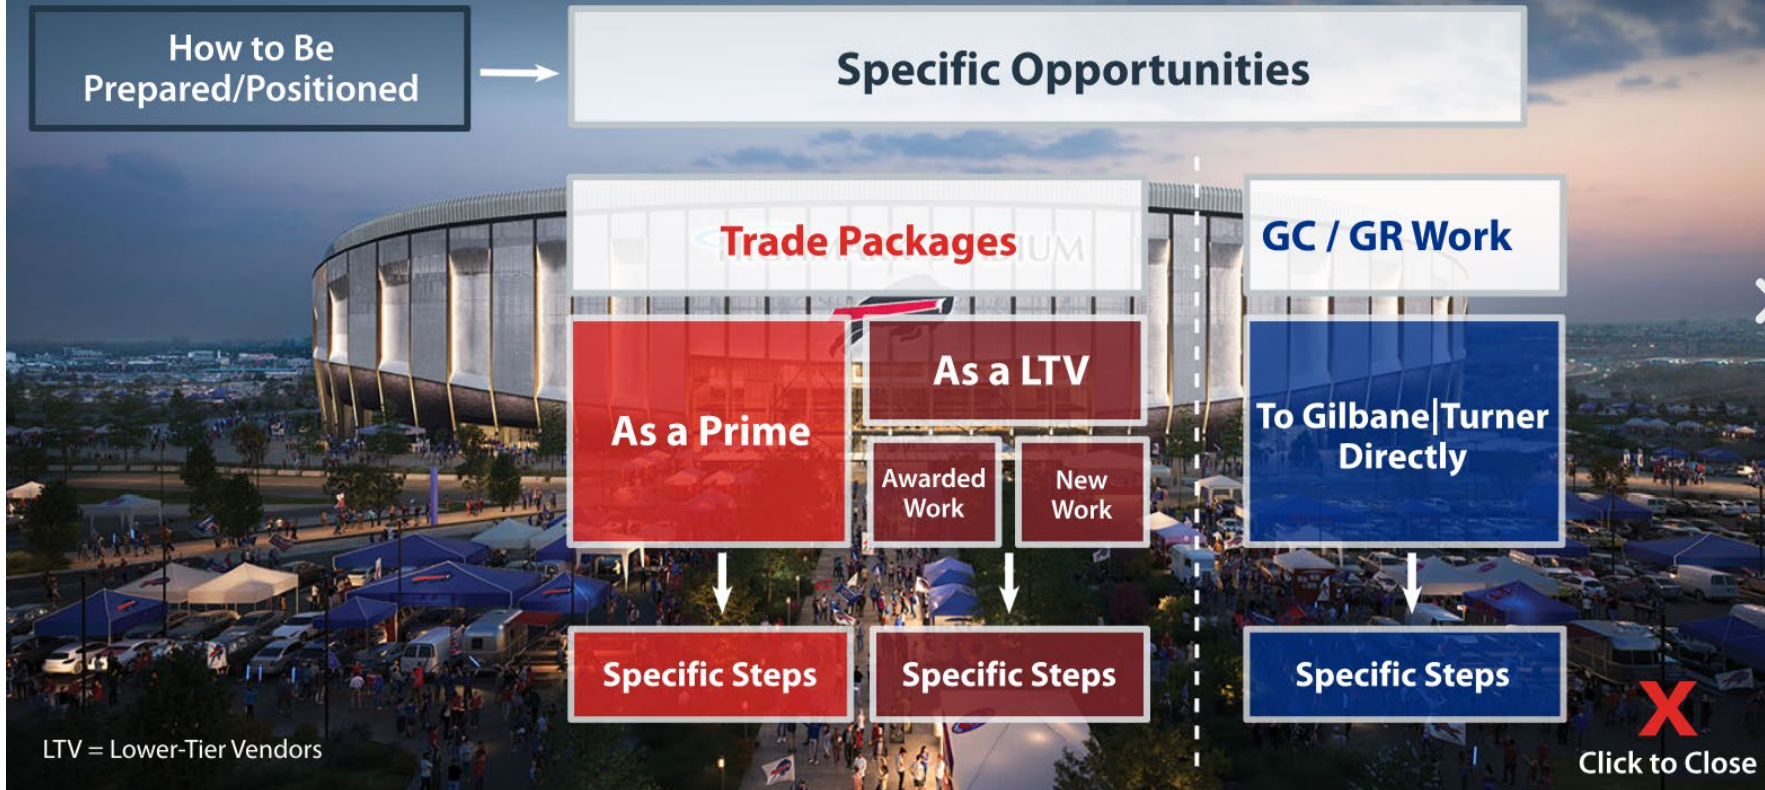 How to Be
Prepared/Positioned
Specific Opportunities
Trade Packages
GC / GR Work
As a Prime
As a LTV
Awarded
Work
New
Work
To Gilbane|Turner
Directly
Specific Steps
Specific Steps
Specific Steps
LTV = Lower-Tier Vendors
X
Click to Close